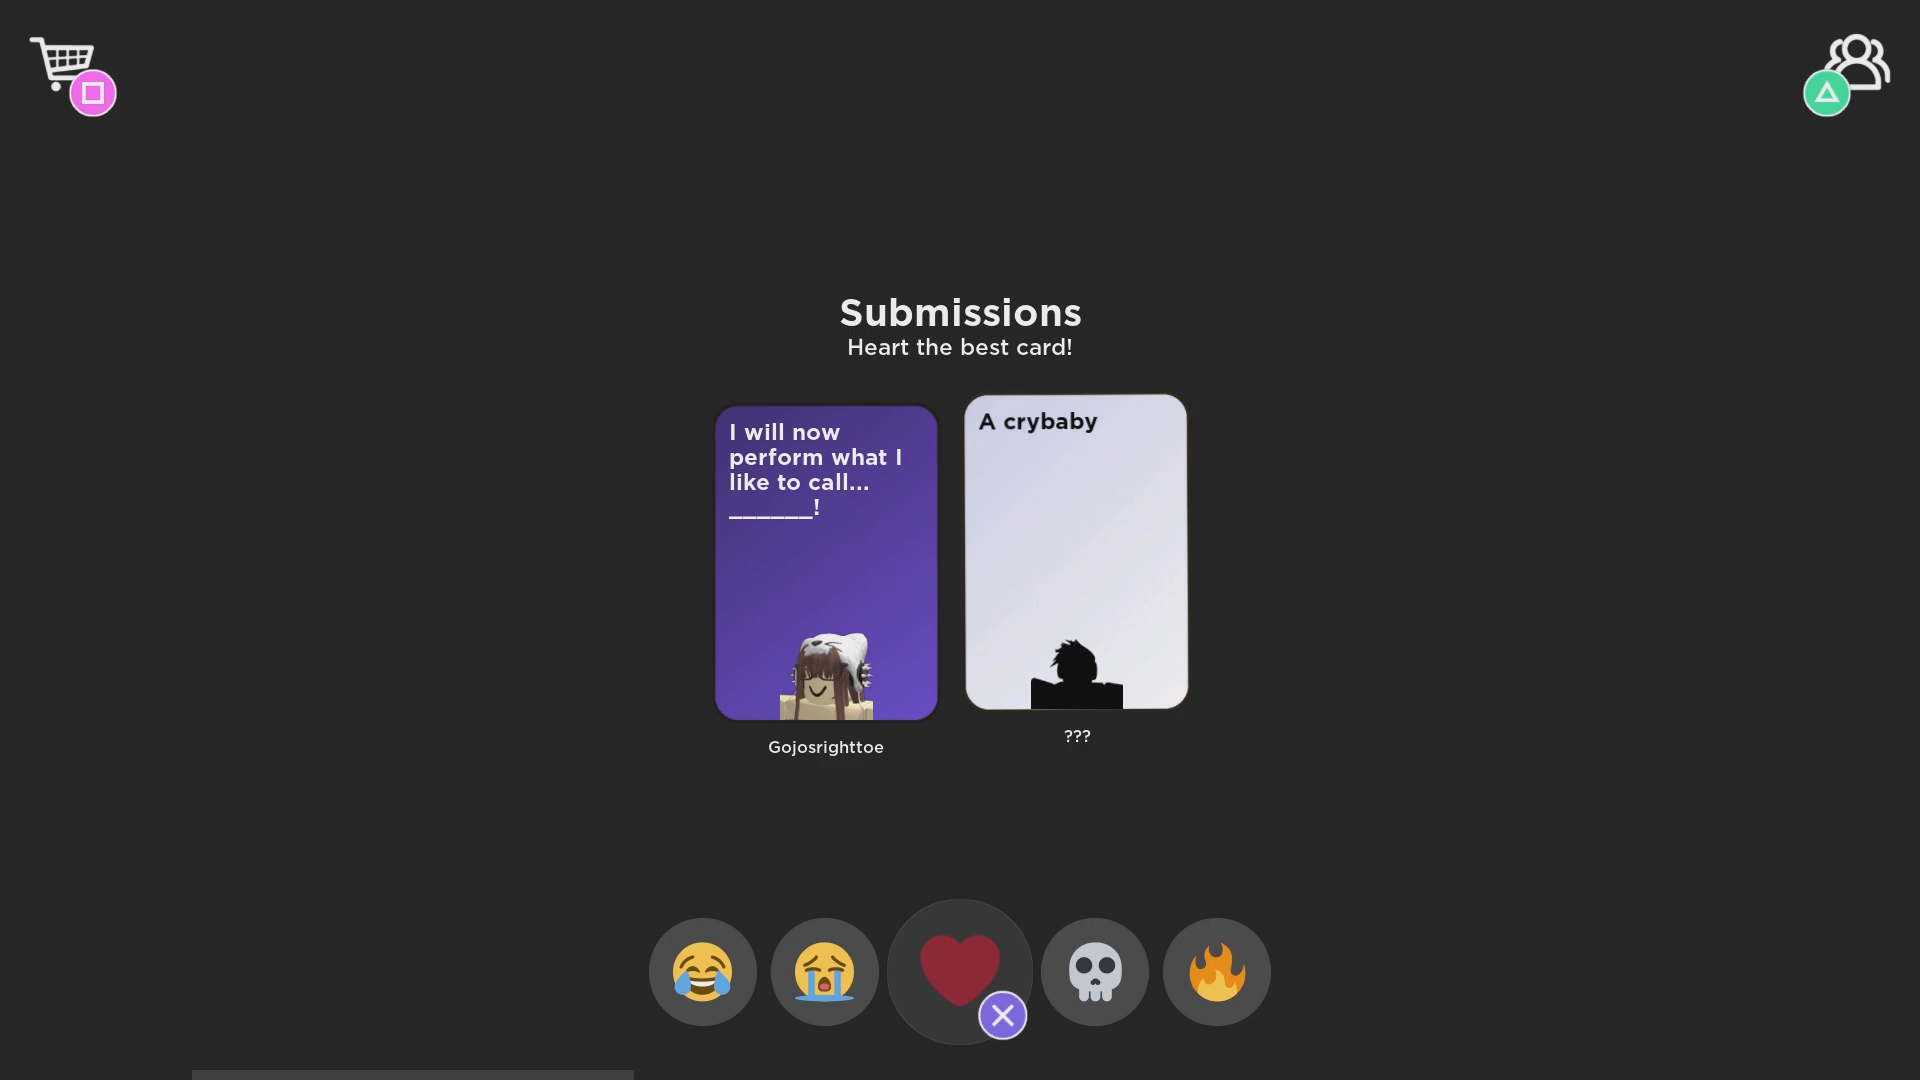 Submissions
Heart the best card!
I will now
perform what I
like to call...
______!
A crybaby
Gojosrighttoe
???